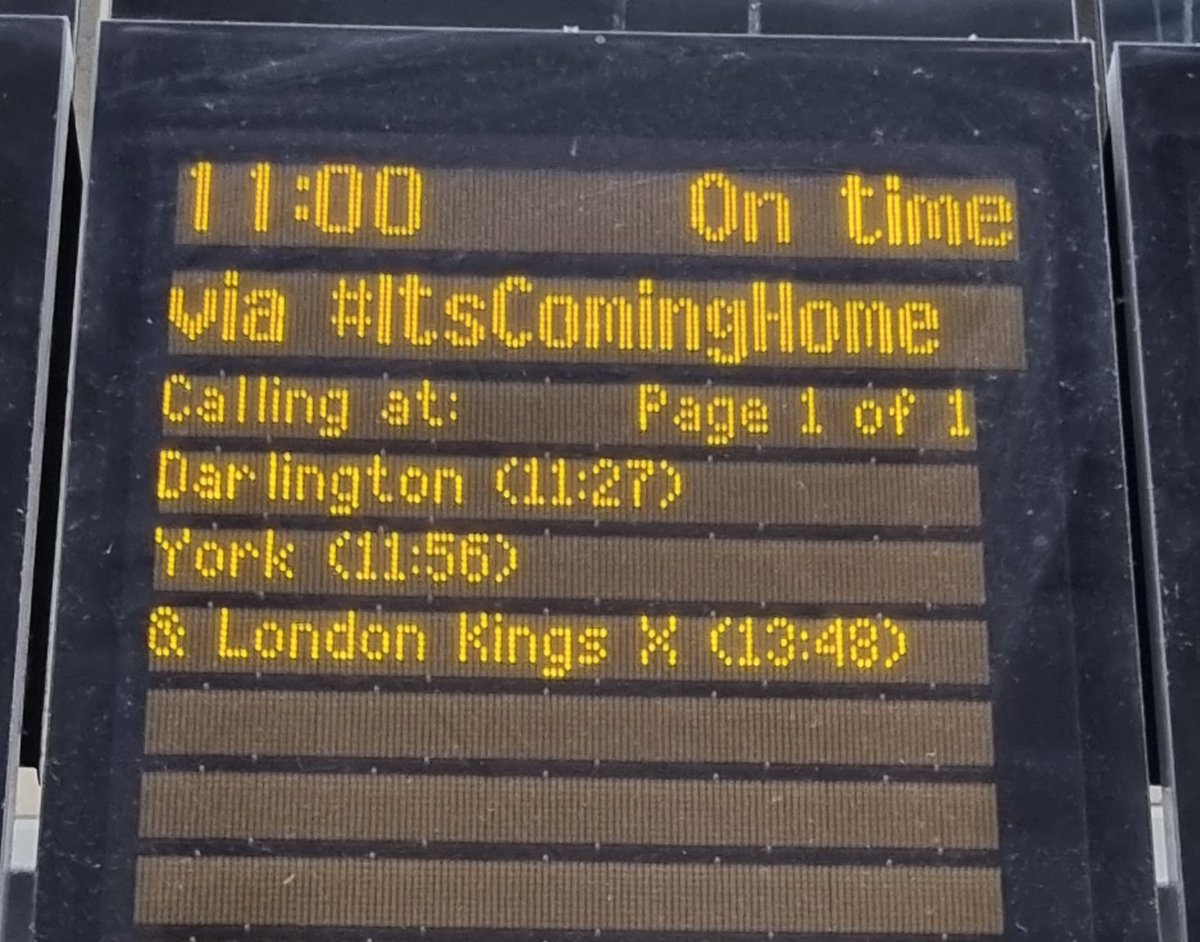 11:00 On time
via #ItsComingHome
Calling at: Page 1 of 1
Darlington (11:27)
York (11:56)
& London Kings X (13:48)